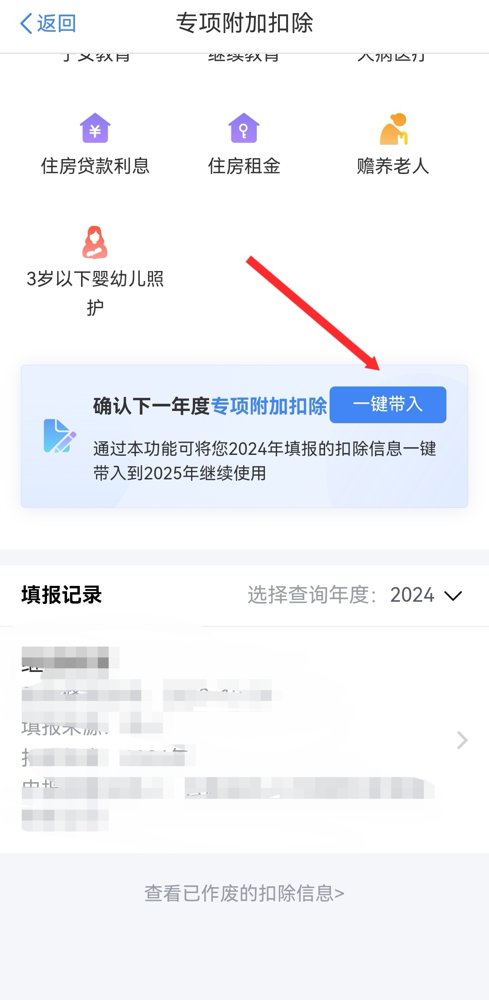 返回
专项附加扣除
子女教育
继续教育
大病医疗
住房贷款利息
住房租金
赡养老人
3岁以下婴幼儿照
护
确认下一年度专项附加扣除
一键带入
通过本功能可将您2024年填报的扣除信息一键
带入到2025年继续使用
填报记录
选择查询年度：
2024
填报来源：
查看已作废的扣除信息>